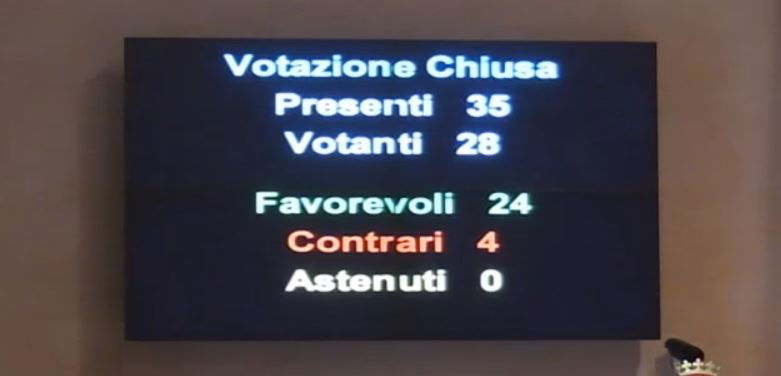 Votazione Chiusa
Presenti 35
Votanti 28
Favorevoli 24
Contrari 4
Astenuti 0